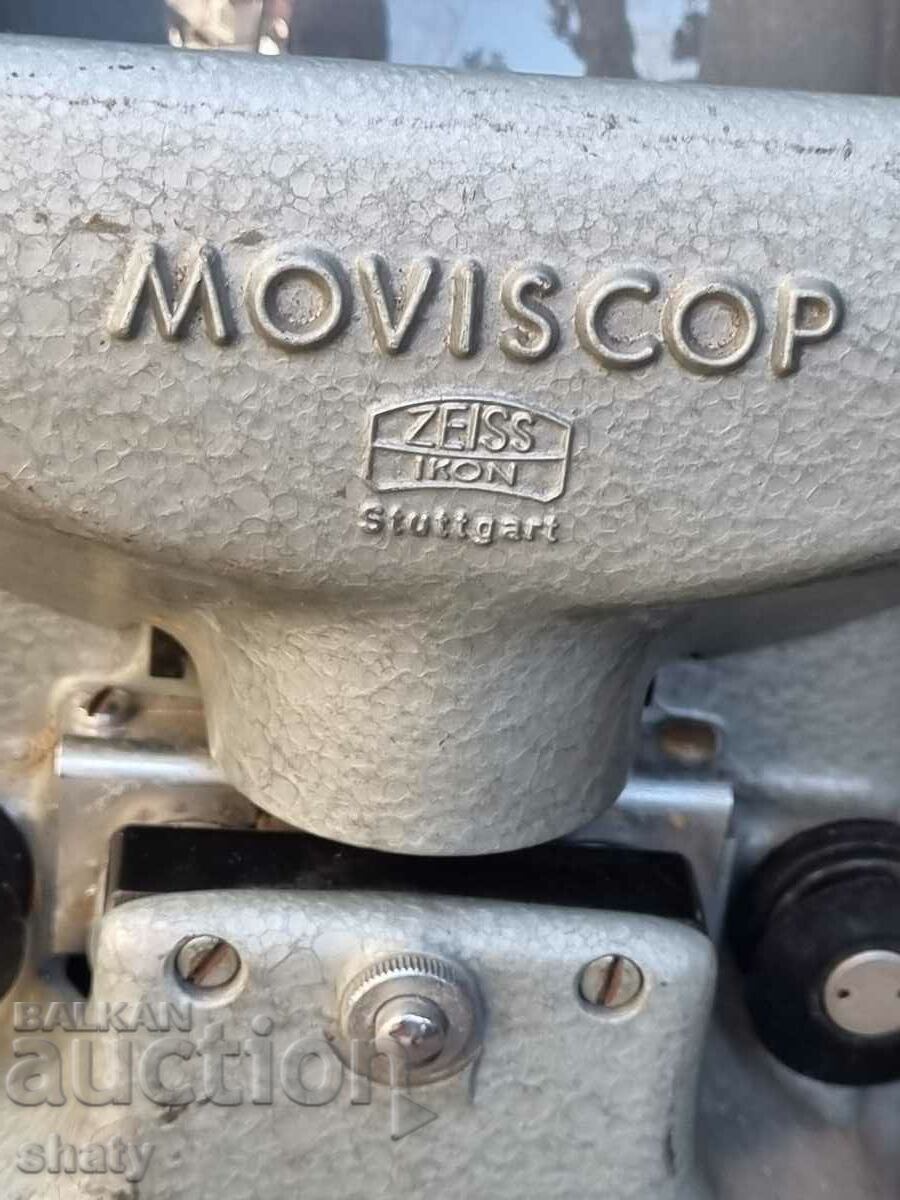 MOVISCOP
ZEISS
IKON
Stuttgart
BALKAN
auction
shaty